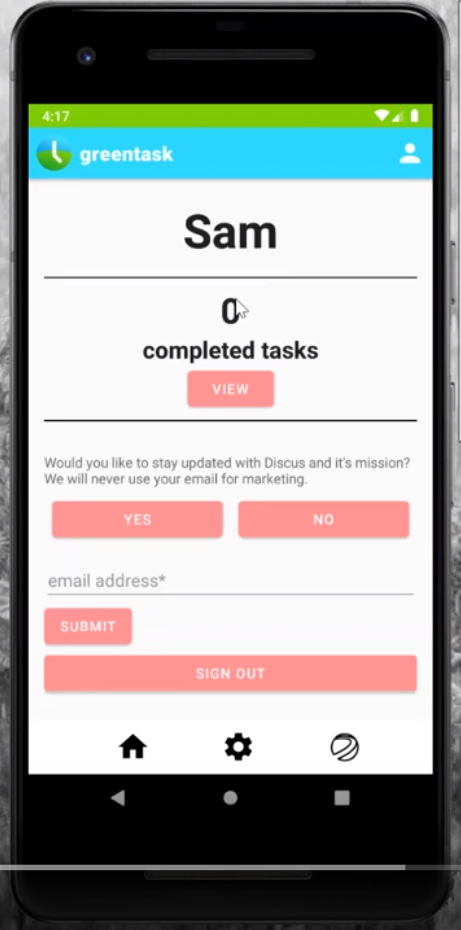 4:17
greentask
Sam
0
completed tasks
VIEW
Would you like to stay updated with Discus and it's mission?
We will never use your email for marketing.
YES
NO
email address*
SUBMIT
SIGN OUT